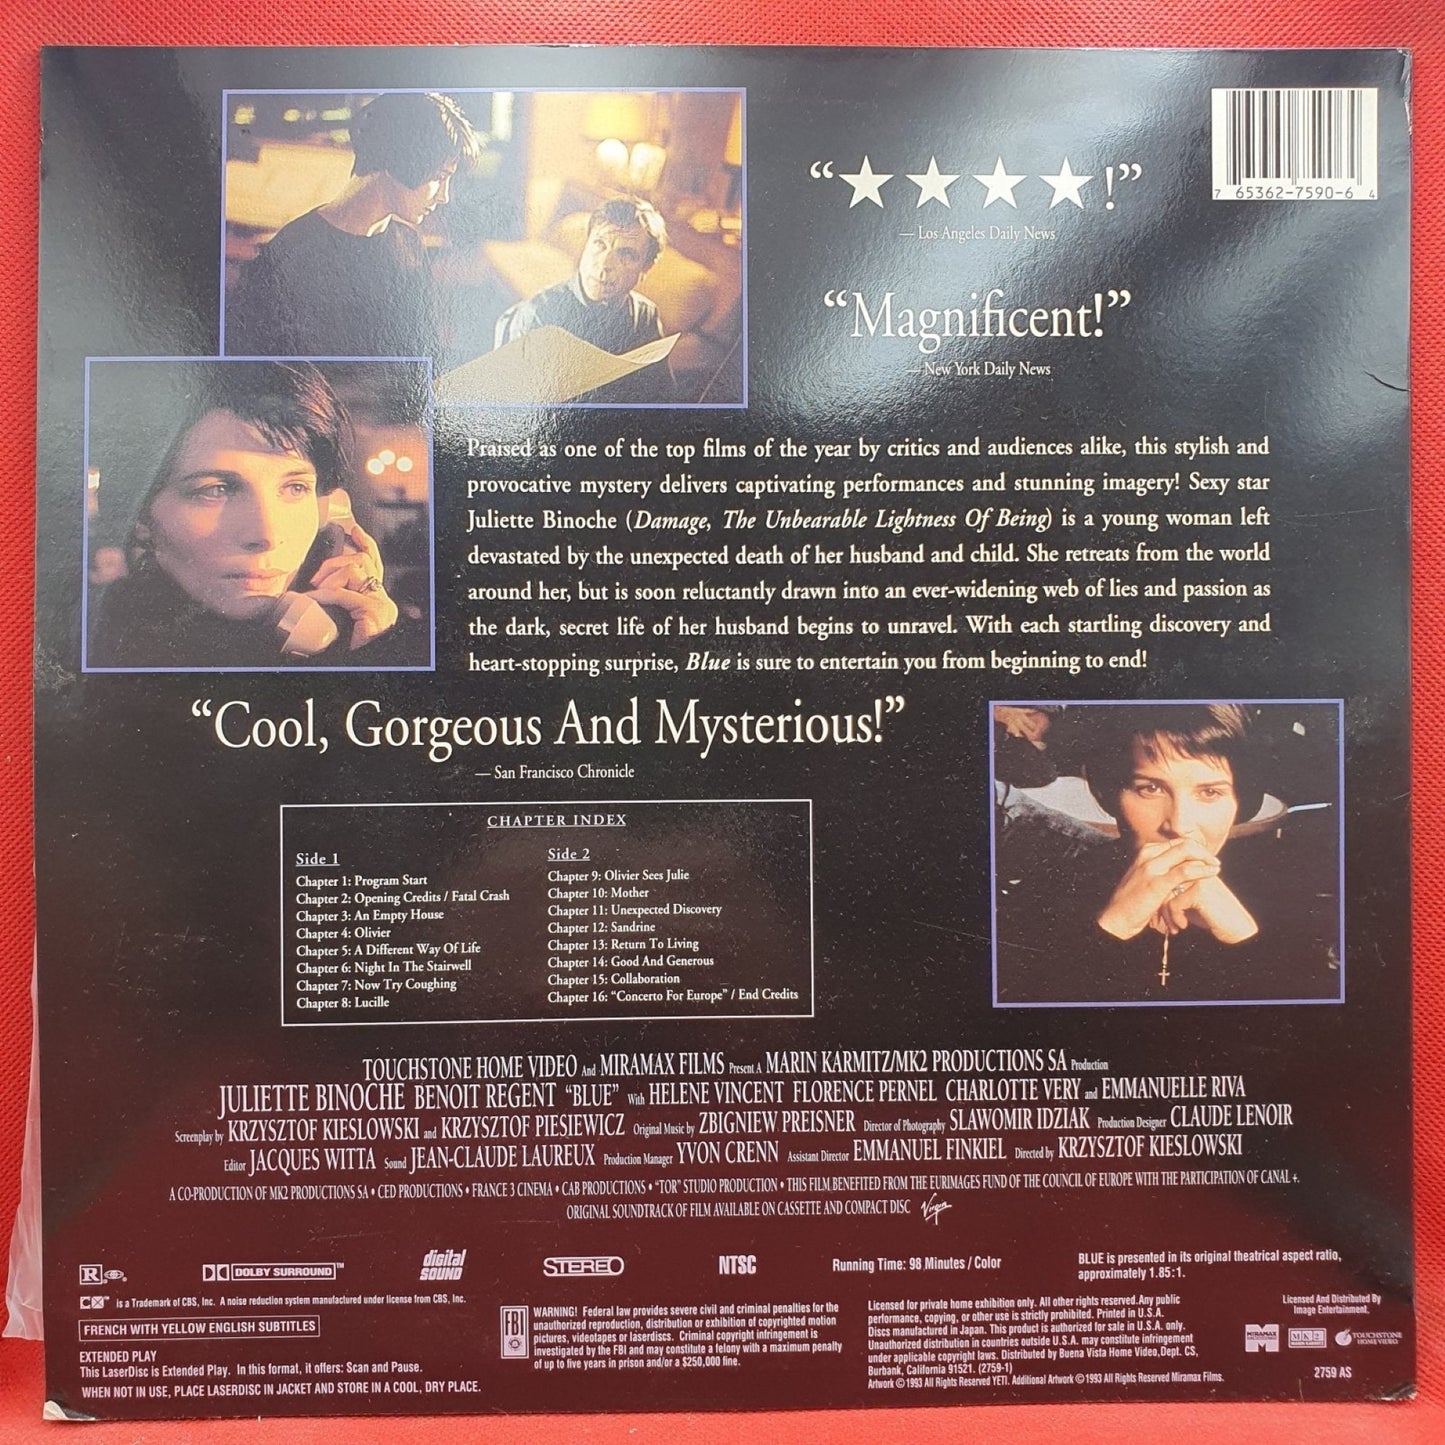 7 65362-7590-6 4
“★★★★!”
— Los Angeles Daily News
“Magnificent!”
— New York Daily News
Praised as one of the top films of the year by critics and audiences alike, this stylish and
provocative mystery delivers captivating performances and stunning imagery! Sexy star
Juliette Binoche (Damage, The Unbearable Lightness Of Being) is a young woman left
devastated by the unexpected death of her husband and child. She retreats from the world
around her, but is soon reluctantly drawn into an ever-widening web of lies and passion as
the dark, secret life of her husband begins to unravel. With each startling discovery and
heart-stopping surprise, Blue is sure to entertain you from beginning to end!
“Cool, Gorgeous And Mysterious!”
— San Francisco Chronicle
CHAPTER INDEX
Side 1
Chapter 1: Program Start
Chapter 2: Opening Credits / Fatal Crash
Chapter 3: An Empty House
Chapter 4: Olivier
Chapter 5: A Different Way Of Life
Chapter 6: Night In The Stairwell
Chapter 7: Now Try Coughing
Chapter 8: Lucille
Side 2
Chapter 9: Olivier Sees Julie
Chapter 10: Mother
Chapter 11: Unexpected Discovery
Chapter 12: Sandrine
Chapter 13: Return To Living
Chapter 14: Good And Generous
Chapter 15: Collaboration
Chapter 16: “Concerto For Europe” / End Credits
TOUCHSTONE HOME VIDEO And MIRAMAX FILMS Present A MARIN KARMITZ/MK2 PRODUCTIONS SA Production
JULIETTE BINOCHE BENOIT REGENT “BLUE” With HELENE VINCENT FLORENCE PERNEL CHARLOTTE VERY and EMMANUELLE RIVA
Screenplay by KRZYSZTOF KIESLOWSKI and KRZYSZTOF PIESIEWICZ Original Music by ZBIGNIEW PREISNER Director of Photography SLAWOMIR IDZIAK Production Designer CLAUDE LENOIR
Editor JACQUES WITTA Sound JEAN-CLAUDE LAUREUX Production Manager YVON CRENN Assistant Director EMMANUEL FINKIEL Directed by KRZYSZTOF KIESLOWSKI
A CO-PRODUCTION OF MK2 PRODUCTIONS SA • CED PRODUCTIONS • FRANCE 3 CINEMA • CAB PRODUCTIONS • “TOR” STUDIO PRODUCTION • THIS FILM BENEFITED FROM THE EURIMAGES FUND OF THE COUNCIL OF EUROPE WITH THE PARTICIPATION OF CANAL +.
ORIGINAL SOUNDTRACK OF FILM AVAILABLE ON CASSETTE AND COMPACT DISC Virgin
R
DOLBY SURROUND™
digital SOUND
STEREO
NTSC
Running Time: 98 Minutes / Color
BLUE is presented in its original theatrical aspect ratio,
approximately 1.85:1.
CX™ is a Trademark of CBS, Inc. A noise reduction system manufactured under license from CBS, Inc.
FRENCH WITH YELLOW ENGLISH SUBTITLES
EXTENDED PLAY
This LaserDisc is Extended Play. In this format, it offers: Scan and Pause.
WHEN NOT IN USE, PLACE LASERDISC IN JACKET AND STORE IN A COOL, DRY PLACE.
FBI
WARNING! Federal law provides severe civil and criminal penalties for the
unauthorized reproduction, distribution or exhibition of copyrighted motion
pictures, videotapes or laserdiscs. Criminal copyright infringement is
investigated by the FBI and may constitute a felony with a maximum penalty
of up to five years in prison and/or a $250,000 fine.
Licensed for private home exhibition only. All other rights reserved.Any public
performance, copying, or other use is strictly prohibited. Printed in U.S.A.
Discs manufactured in Japan. This product is authorized for sale in U.S.A. only.
Unauthorized distribution in countries outside U.S.A. may constitute infringement
under applicable copyright laws. Distributed by Buena Vista Home Video,Dept. CS,
Burbank, California 91521. (2759-1)
Artwork ©1993 All Rights Reserved YETI. Additional Artwork ©1993 All Rights Reserved Miramax Films.
Licensed And Distributed By
Image Entertainment.
MIRAMAX
MK2
TOUCHSTONE
HOME VIDEO
2759 AS